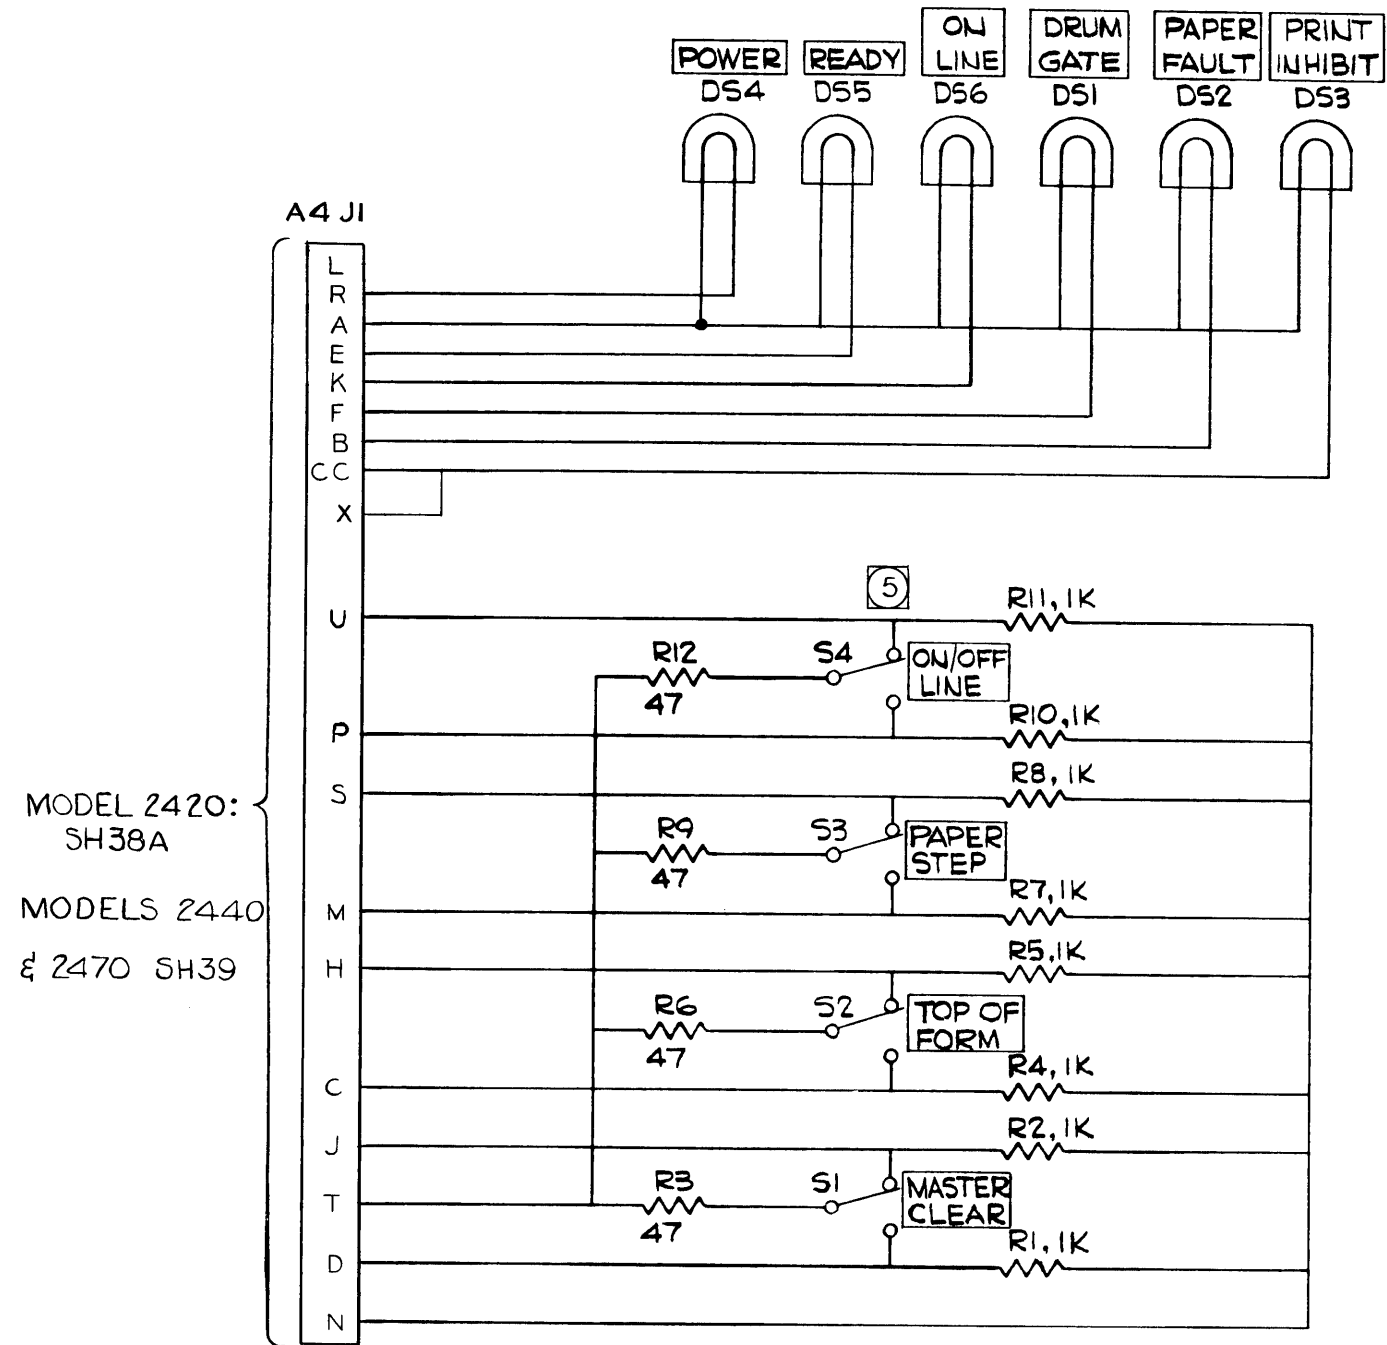 ON
LINE
DRUM
GATE
PAPER
FAULT
PRINT
INHIBIT
POWER
READY
DS4
DS5
DS6
DS1
DS2
DS3
A4 J1
L
R
A
E
K
F
B
CC
X
5
U
R11, 1K
R12
47
S4
ON/OFF
LINE
P
R10, 1K
S
R8, 1K
MODEL 2420:
SH38A
R9
47
S3
PAPER
STEP
MODELS 2440
& 2470 SH39
M
R7, 1K
H
R5, 1K
R6
47
S2
TOP OF
FORM
C
R4, 1K
J
R2, 1K
T
R3
47
S1
MASTER
CLEAR
D
R1, 1K
N